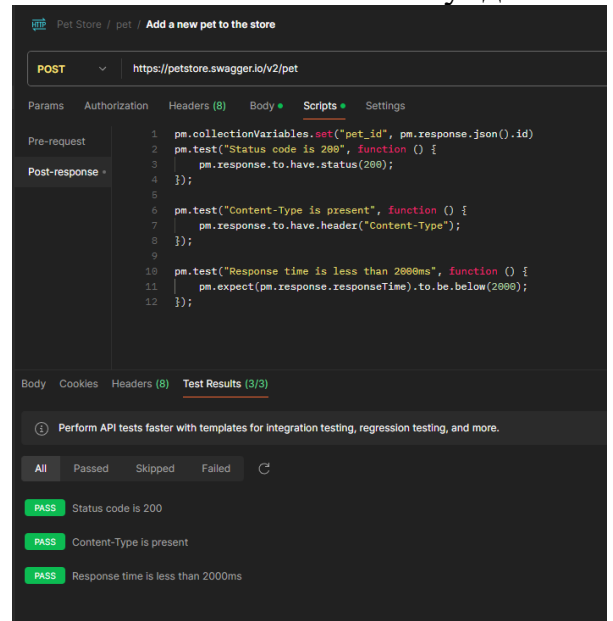 HTTP Pet Store / pet / Add a new pet to the store
POST https://petstore.swagger.io/v2/pet
Params Authorization Headers (8) Body Scripts Settings
Pre-request
Post-response
1 pm.collectionVariables.set("pet_id", pm.response.json().id)
2 pm.test("Status code is 200", function () {
3 pm.response.to.have.status(200);
4 });
5
6 pm.test("Content-Type is present", function () {
7 pm.response.to.have.header("Content-Type");
8 });
9
10 pm.test("Response time is less than 2000ms", function () {
11 pm.expect(pm.response.responseTime).to.be.below(2000);
12 });
Body Cookies Headers (8) Test Results (3/3)
Perform API tests faster with templates for integration testing, regression testing, and more.
All Passed Skipped Failed
PASS Status code is 200
PASS Content-Type is present
PASS Response time is less than 2000ms